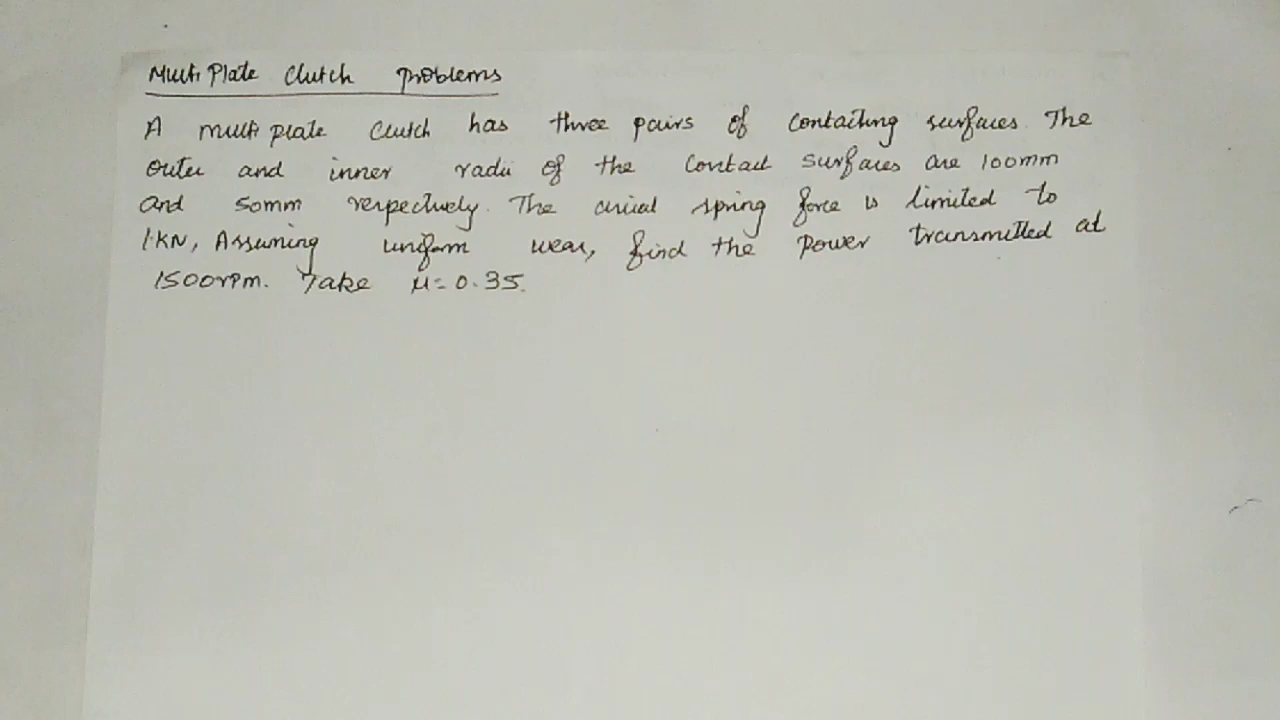 Multi Plate Clutch Problems
A multi plate clutch has three pairs of contacting surfaces. The
outer and inner radii of the contact surfaces are 100mm
and 50mm respectively. The axial spring force is limited to
1KN, Assuming uniform wear, find the power transmitted at
1500rpm. Take μ=0.35.